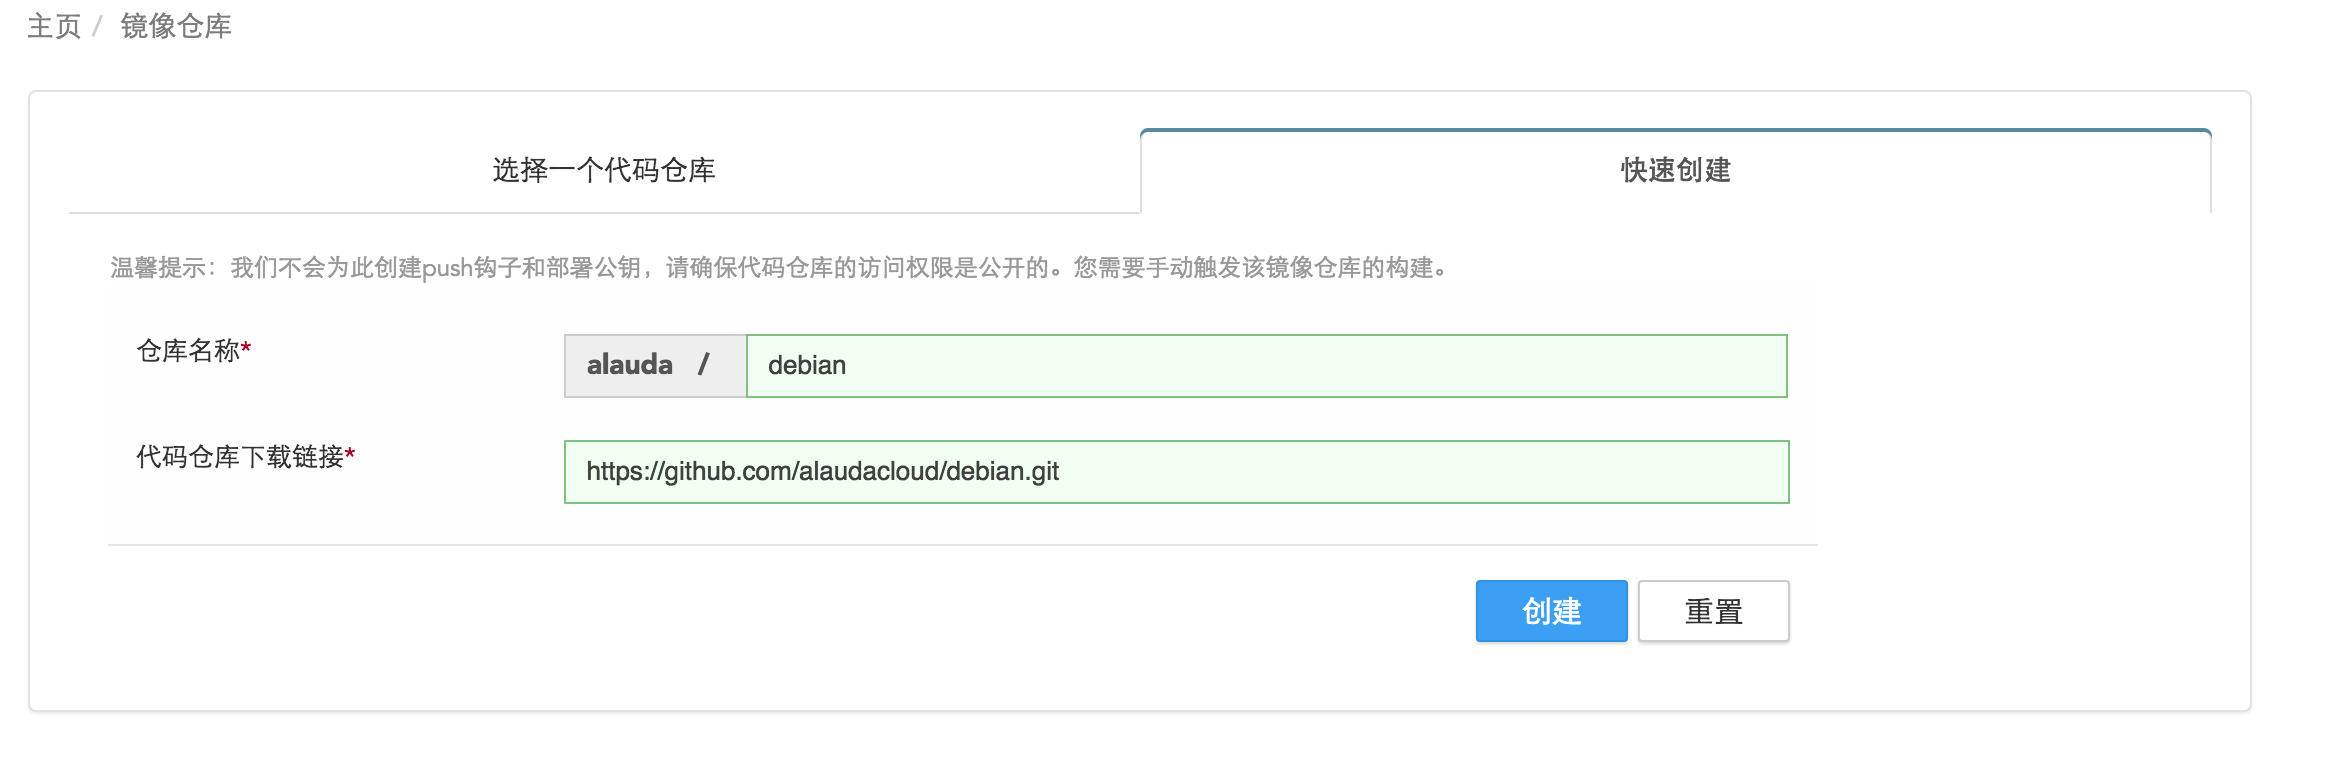 主页 / 镜像仓库
选择一个代码仓库
快速创建
温馨提示：我们不会为此创建push钩子和部署公钥，请确保代码仓库的访问权限是公开的。您需要手动触发该镜像仓库的构建。
仓库名称* alauda / debian
代码仓库下载链接* https://github.com/alaudacloud/debian.git
创建 重置